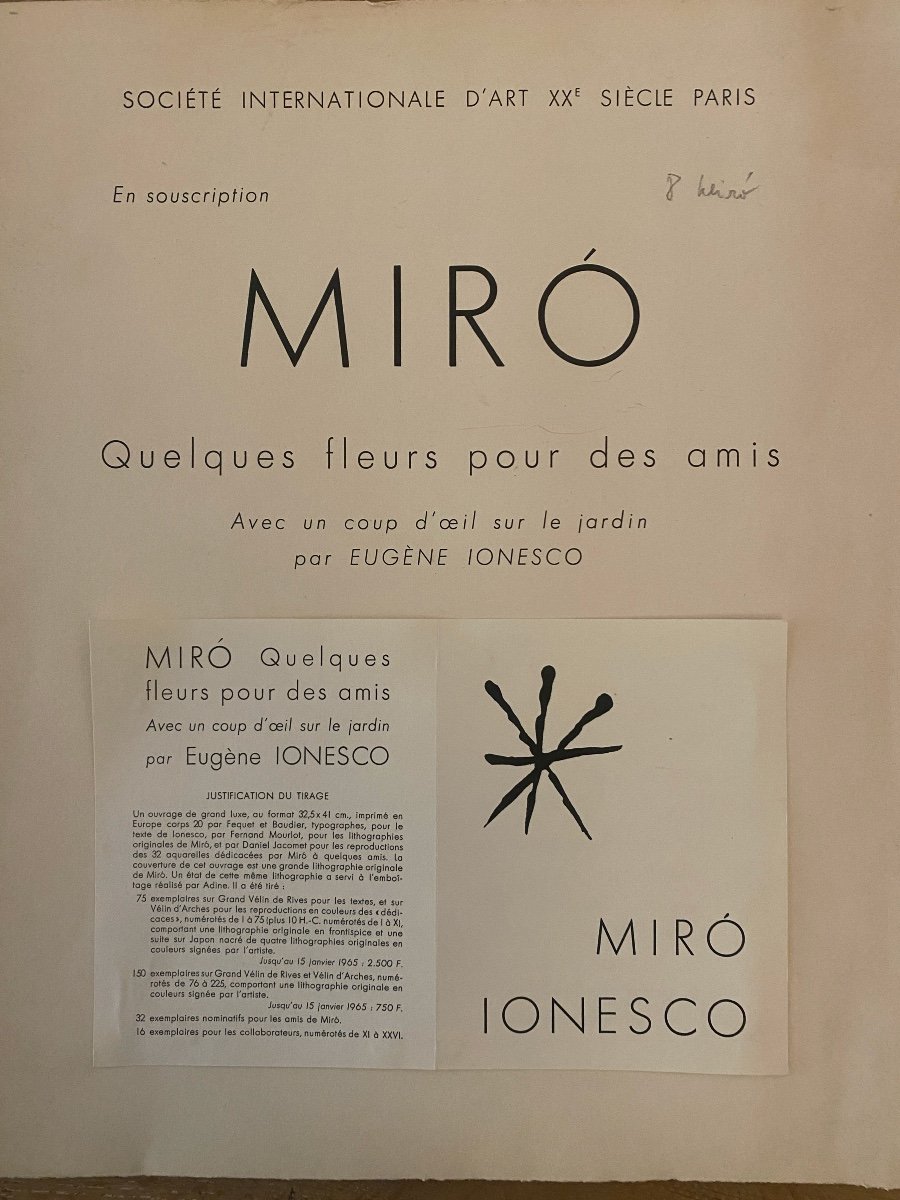 SOCIÉTÉ INTERNATIONALE D'ART XXE SIÈCLE PARIS
En souscription
8 Miró
MIRÓ
Quelques fleurs pour des amis
Avec un coup d'œil sur le jardin
par EUGÈNE IONESCO
MIRÓ Quelques
fleurs pour des amis
Avec un coup d'œil sur le jardin
par Eugène IONESCO
JUSTIFICATION DU TIRAGE
Un ouvrage de grand luxe, au format 32,5 x 41 cm., imprimé en
Europe corps 20 par Fequet et Baudier, typographes, pour le
texte de Ionesco, par Fernand Mourlot, pour les lithographies
originales de Miró, et par Daniel Jacomet pour les reproductions
des 32 aquarelles dédicacées par Miró à quelques amis. La
couverture de cet ouvrage est une grande lithographie originale
de Miró. Un état de cette même lithographie a servi à l'emboî-
tage réalisé par Adine. Il a été tiré :
75 exemplaires sur Grand Vélin de Rives pour les textes, et sur
Vélin d'Arches pour les reproductions en couleurs des « dédi-
caces », numérotés de 1 à 75 (plus 10 H.-C. numérotés de I à X),
comportant une lithographie originale en frontispice et une
suite sur Japon nacré de quatre lithographies originales en
couleurs signées par l'artiste.
Jusqu'au 15 janvier 1965 : 2.500 F.
150 exemplaires sur Grand Vélin de Rives et Vélin d'Arches, numé-
rotés de 76 à 225, comportant une lithographie originale en
couleurs signée par l'artiste.
Jusqu'au 15 janvier 1965 : 750 F.
32 exemplaires nominatifs pour les amis de Miró.
16 exemplaires pour les collaborateurs, numérotés de XI à XXVI.
MIRÓ
IONESCO